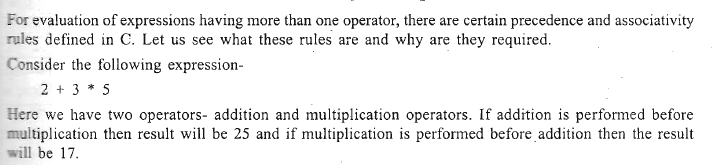 For evaluation of expressions having more than one operator, there are certain precedence and associativity
rules defined in C. Let us see what these rules are and why are they required.
Consider the following expression-
2 + 3 * 5
Here we have two operators- addition and multiplication operators. If addition is performed before
multiplication then result will be 25 and if multiplication is performed before addition then the result
will be 17.